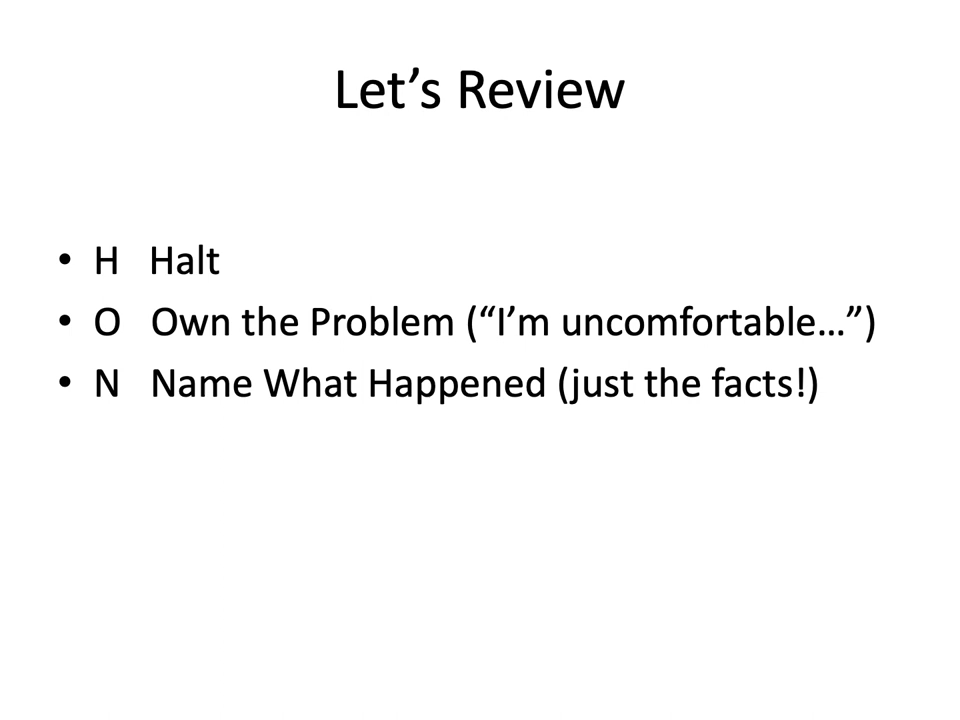 Let’s Review
• H Halt
• O Own the Problem (“I’m uncomfortable…”)
• N Name What Happened (just the facts!)